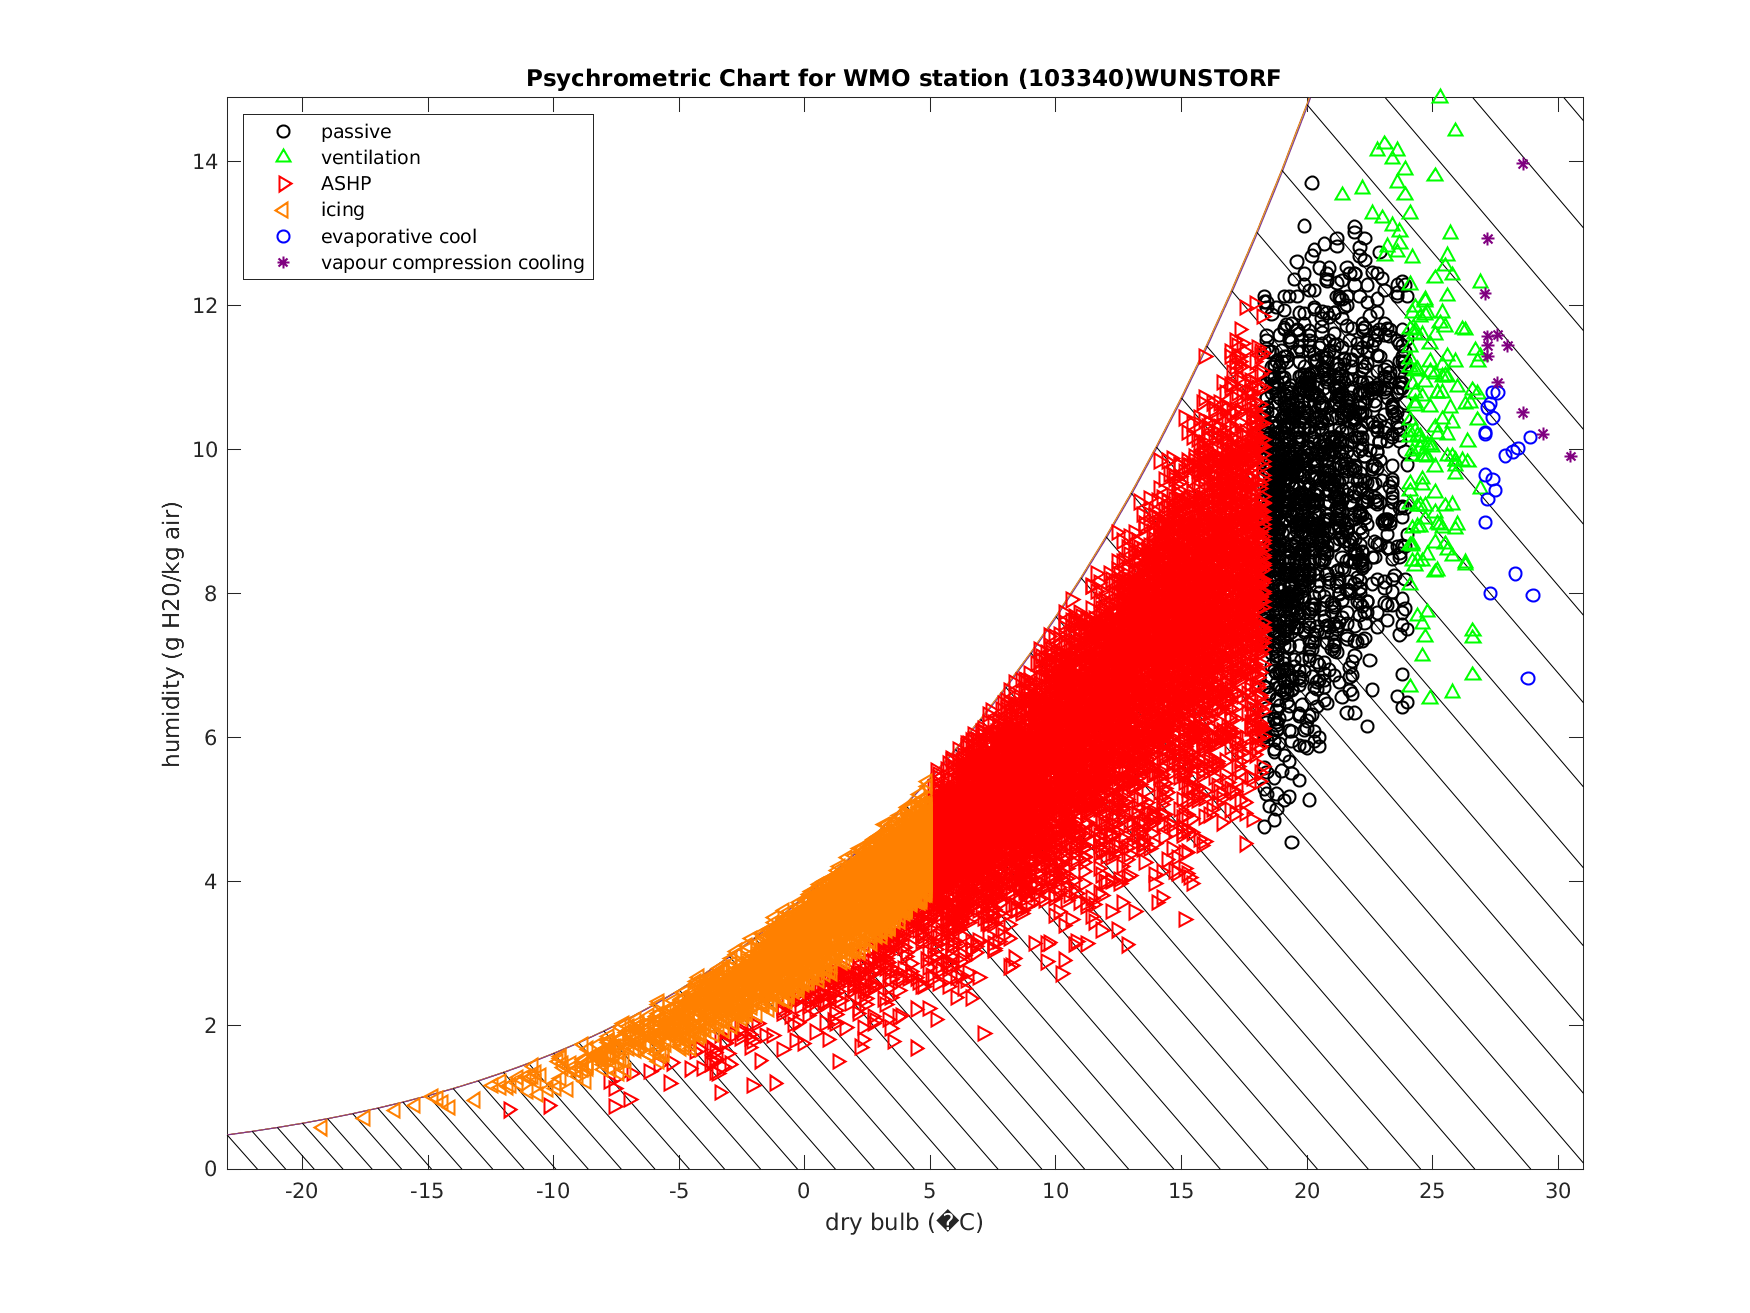 Psychrometric Chart for WMO station (103340)WUNSTORF
passive
ventilation
ASHP
icing
evaporative cool
vapour compression cooling
humidity (g H20/kg air)
14
12
10
8
6
4
2
0
-20 -15 -10 -5 0 5 10 15 20 25 30
dry bulb (�C)